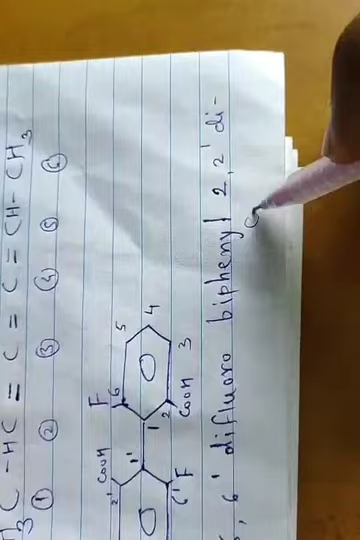 H3C-HC = C = C = C = CH-CH3
① ② ③ ④ ⑤ ⑥
F
COOH
6
5
1'
1
4
2'
2
3
6'
F
COOH
, 6' difluoro biphenyl 2,2' di-
c